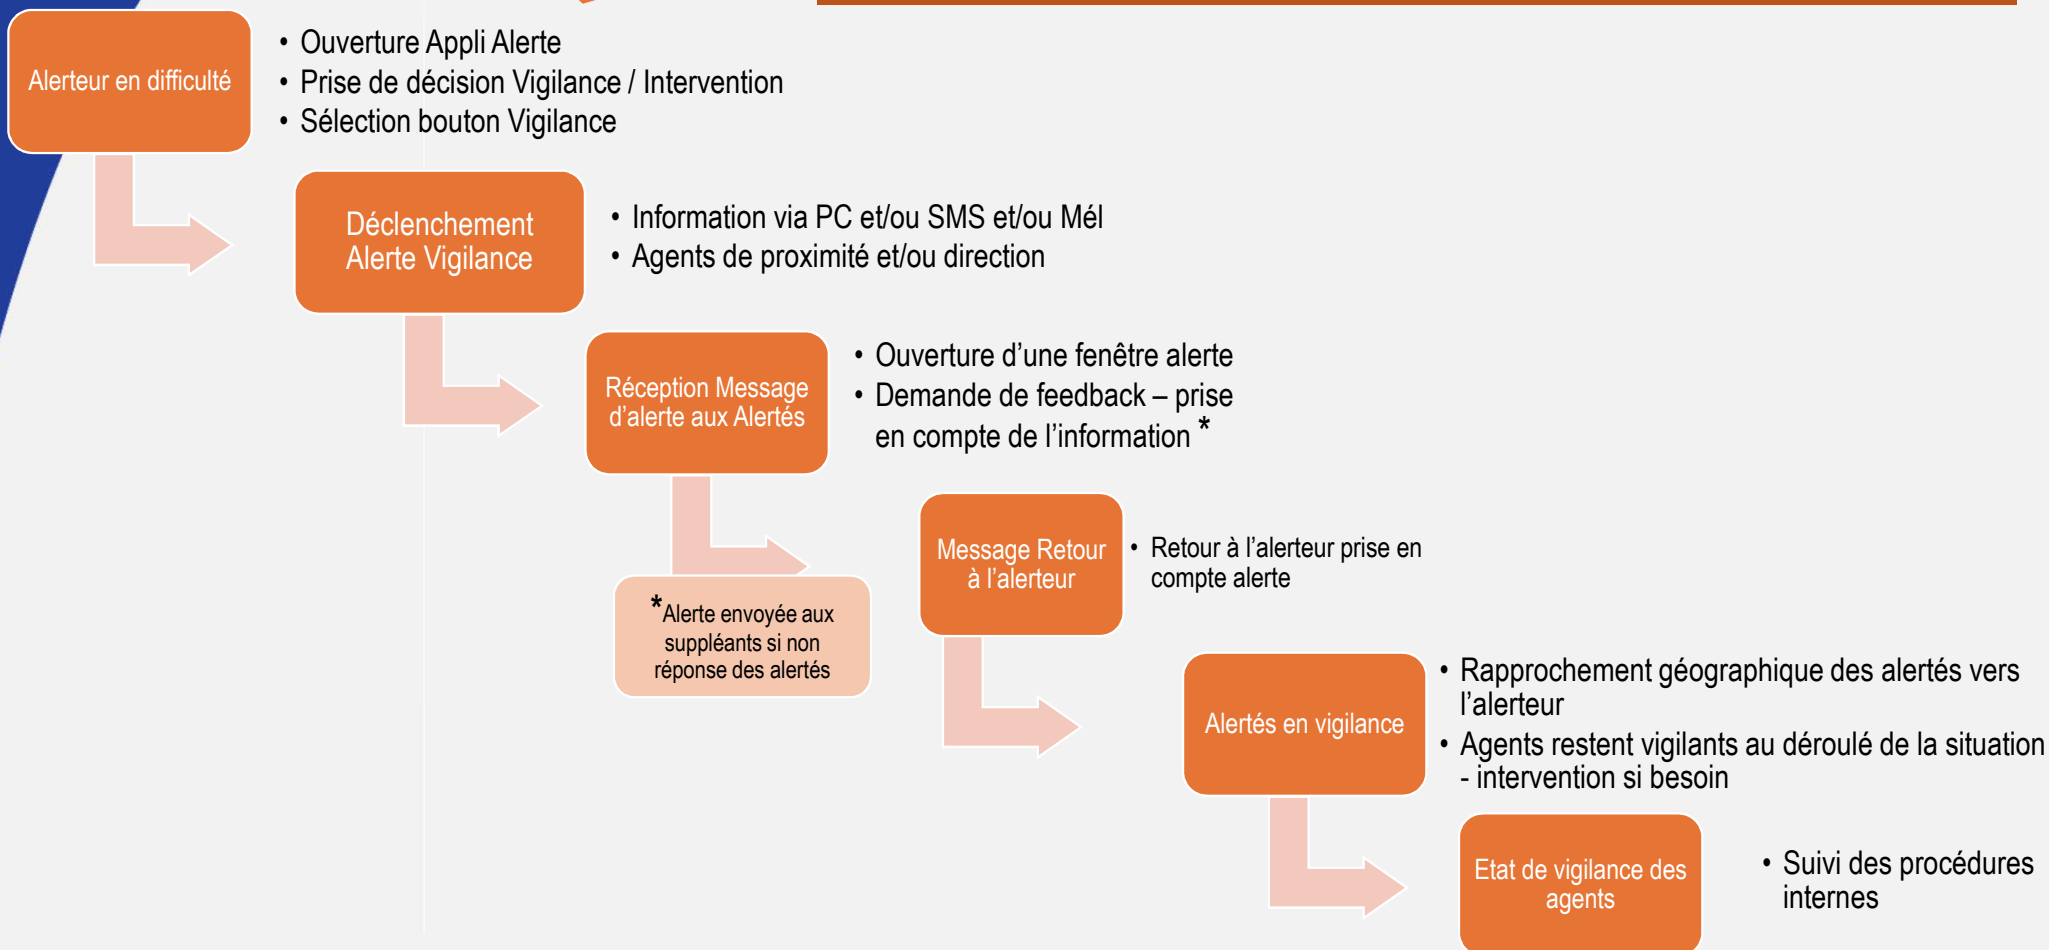 Alerteur en difficulté
• Ouverture Appli Alerte
• Prise de décision Vigilance / Intervention
• Sélection bouton Vigilance
Déclenchement
Alerte Vigilance
• Information via PC et/ou SMS et/ou Mél
• Agents de proximité et/ou direction
Réception Message
d’alerte aux Alertés
• Ouverture d’une fenêtre alerte
• Demande de feedback – prise
en compte de l’information *
*Alerte envoyée aux
suppléants si non
réponse des alertés
Message Retour
à l’alerteur
• Retour à l’alerteur prise en
compte alerte
Alertés en vigilance
• Rapprochement géographique des alertés vers
l’alerteur
• Agents restent vigilants au déroulé de la situation
- intervention si besoin
Etat de vigilance des
agents
• Suivi des procédures
internes